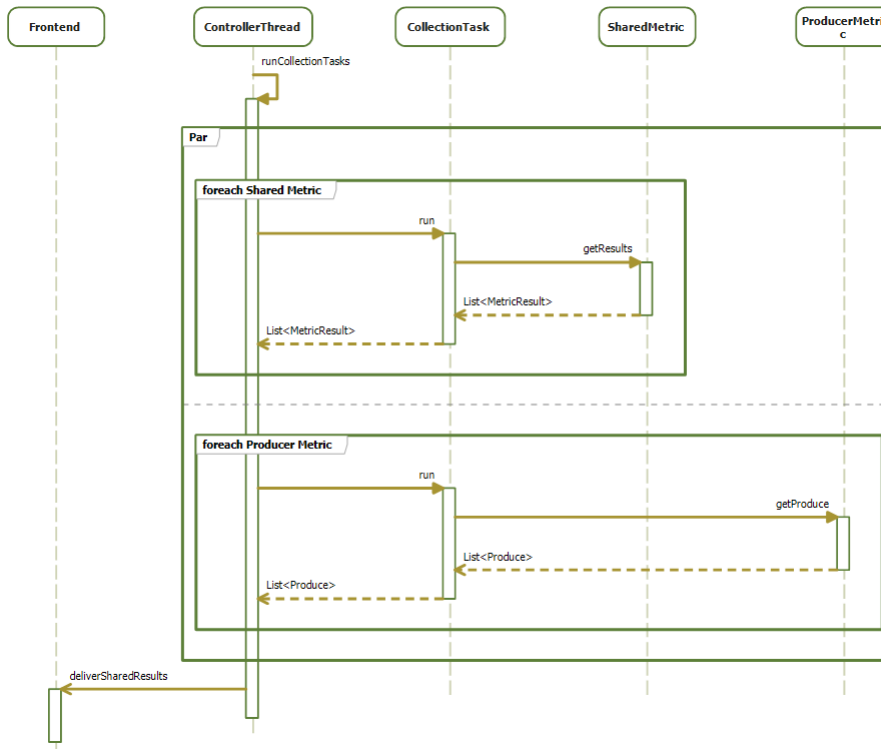 Frontend
ControllerThread
CollectionTask
SharedMetric
ProducerMetri
c
runCollectionTasks
Par
foreach Shared Metric
run
getResults
List<MetricResult>
List<MetricResult>
foreach Producer Metric
run
getProduce
List<Produce>
List<Produce>
deliverSharedResults